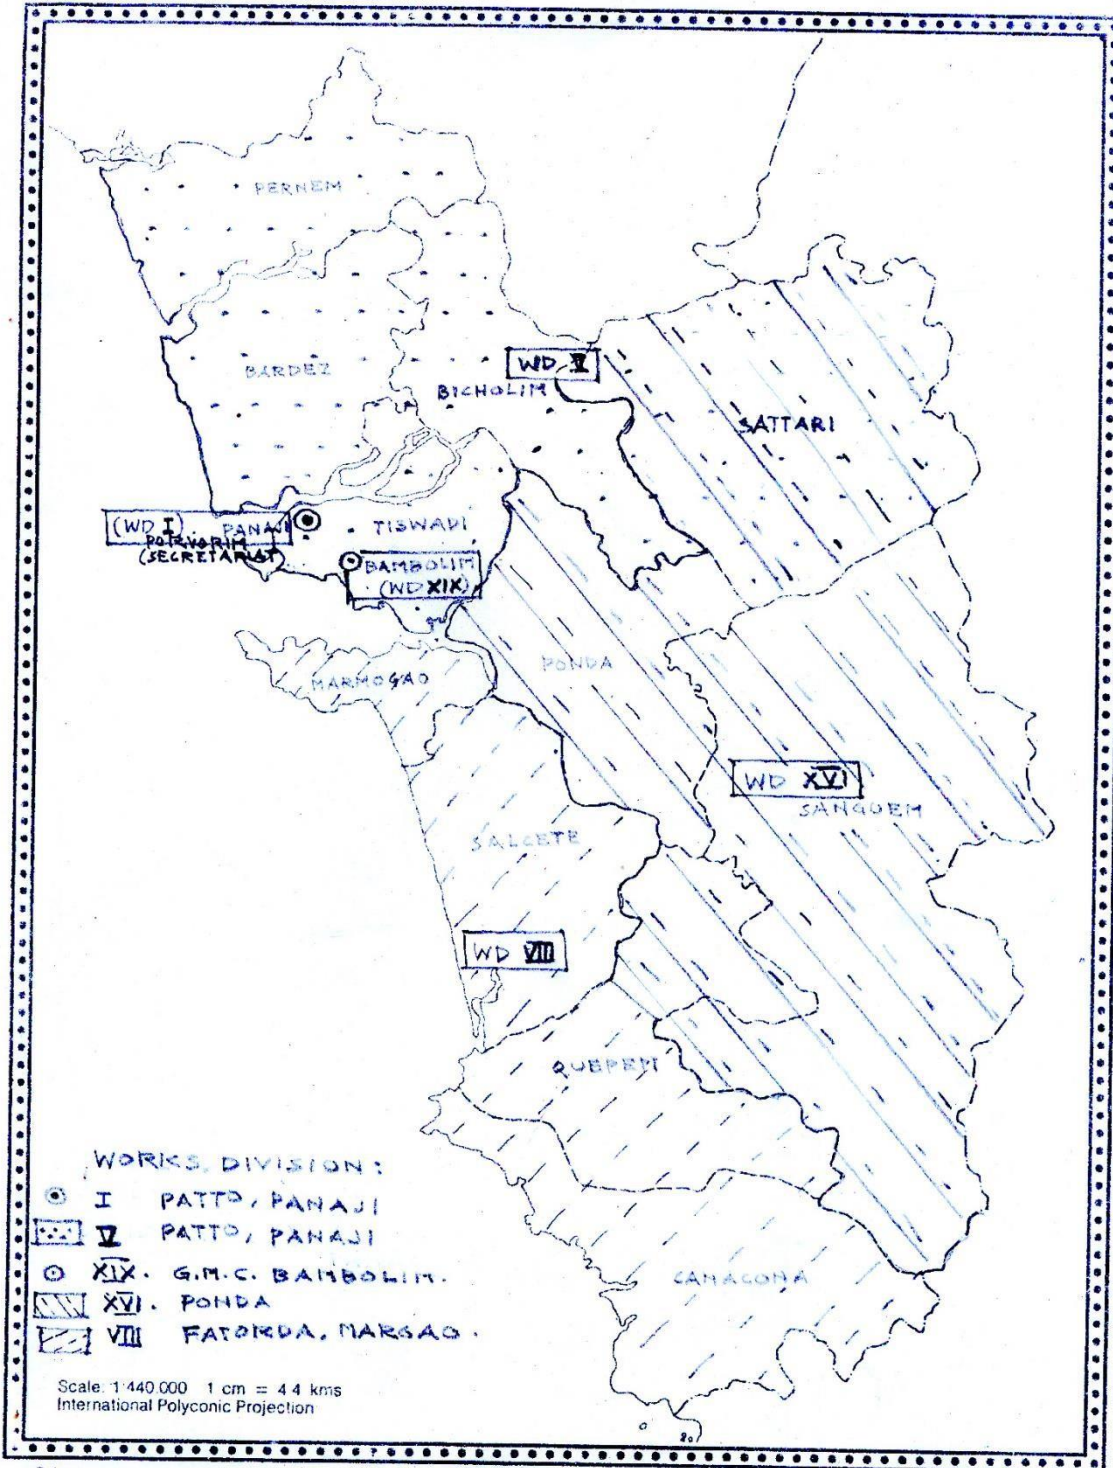 PERNEM
BARDEZ
WD V
BICHOLIM
SATTARI
(WD I) PANAJI
PORVORIM
(SECRETARIAT)
TISWADI
BAMBOLIM
(WD XIX)
MARMOGAO
PONDA
WD XVI
SANGUEM
SALCETE
WD VIII
QUEPEM
CANACONA
WORKS DIVISION:
I PATTO, PANAJI
V PATTO, PANAJI
XIX. G.M.C. BAMBOLIM.
XVI. PONDA
VIII FATORDA, MARGAO.
Scale: 1:440.000 1 cm = 4.4 kms
International Polyconic Projection